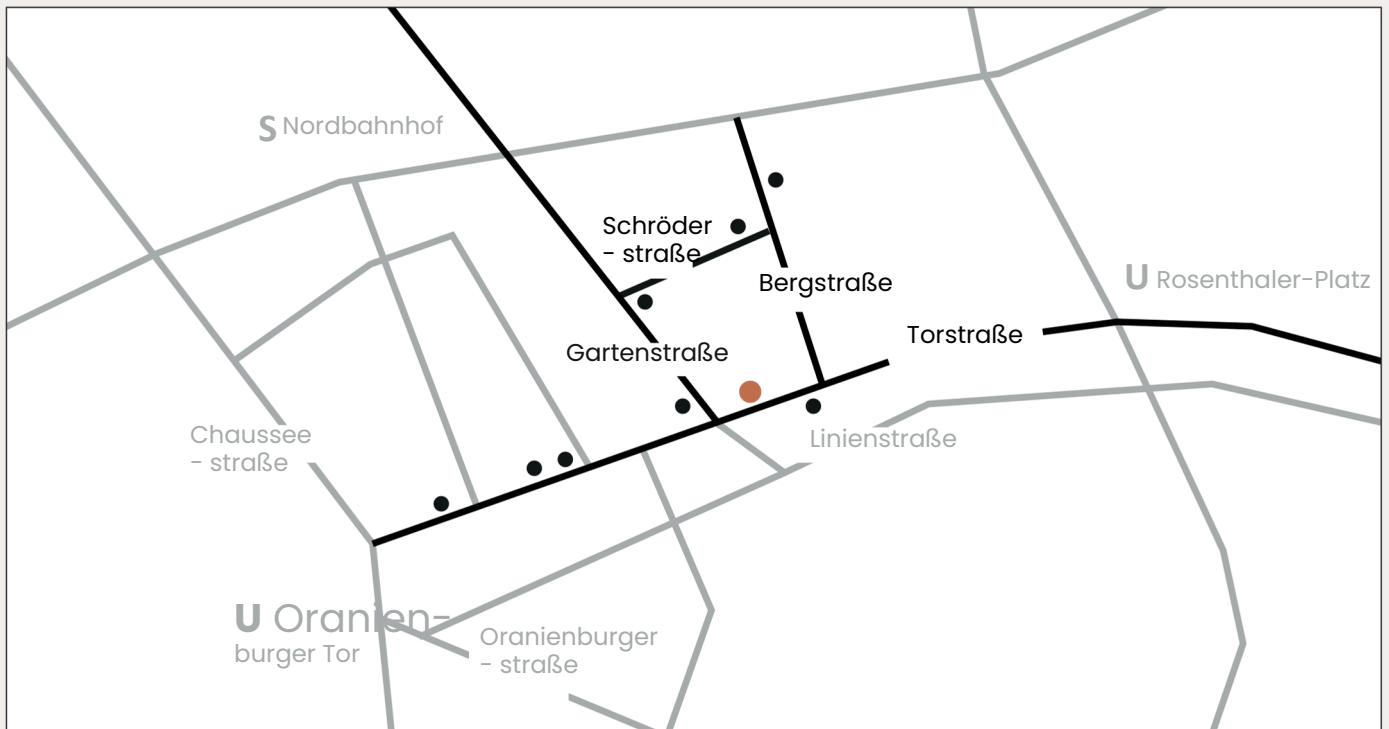 S Nordbahnhof
Schröder
- straße
Bergstraße
U Rosenthaler-Platz
Torstraße
Gartenstraße
Chaussee
- straße
Linienstraße
U Oranien-
burger Tor
Oranienburger
- straße